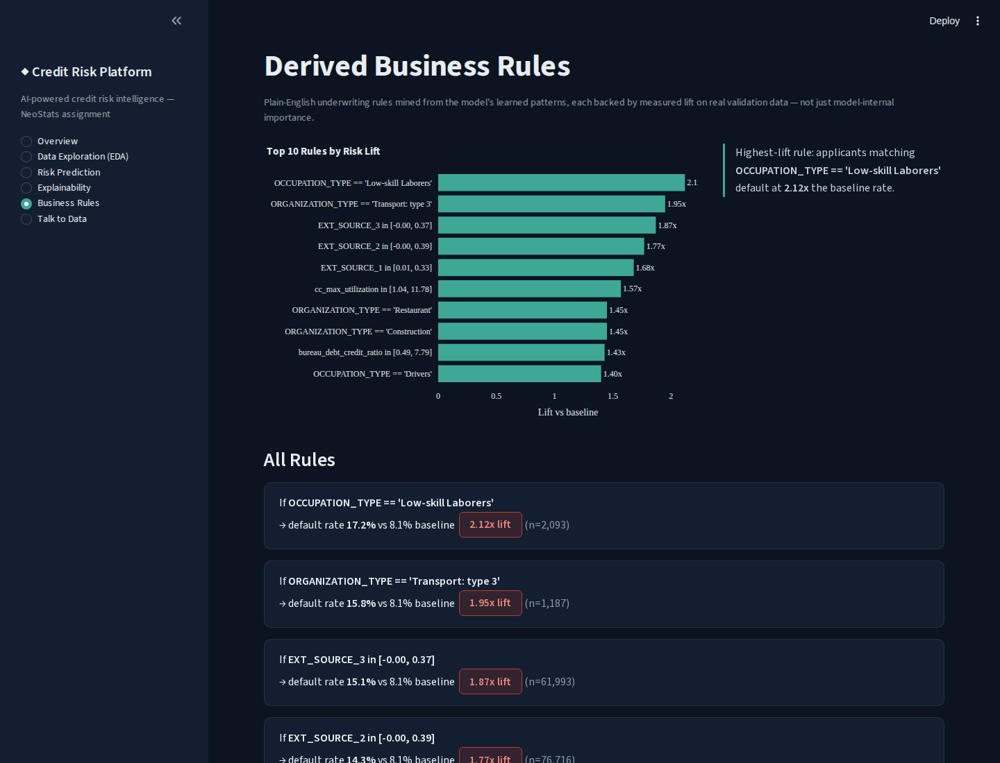 Deploy
◆ Credit Risk Platform
AI-powered credit risk intelligence —
NeoStats assignment
Overview
Data Exploration (EDA)
Risk Prediction
Explainability
Business Rules
Talk to Data
Derived Business Rules
Plain-English underwriting rules mined from the model's learned patterns, each backed by measured lift on real validation data — not just model-internal
importance.
Top 10 Rules by Risk Lift
OCCUPATION_TYPE == 'Low-skill Laborers' 2.1
ORGANIZATION_TYPE == 'Transport: type 3' 1.95x
EXT_SOURCE_3 in [-0.00, 0.37] 1.87x
EXT_SOURCE_2 in [-0.00, 0.39] 1.77x
EXT_SOURCE_1 in [0.01, 0.33] 1.68x
cc_max_utilization in [1.04, 11.78] 1.57x
ORGANIZATION_TYPE == 'Restaurant' 1.45x
ORGANIZATION_TYPE == 'Construction' 1.45x
bureau_debt_credit_ratio in [0.49, 7.79] 1.43x
OCCUPATION_TYPE == 'Drivers' 1.40x
0 0.5 1 1.5 2
Lift vs baseline
Highest-lift rule: applicants matching
OCCUPATION_TYPE == 'Low-skill Laborers'
default at 2.12x the baseline rate.
All Rules
If OCCUPATION_TYPE == 'Low-skill Laborers'
→ default rate 17.2% vs 8.1% baseline 2.12x lift (n=2,093)
If ORGANIZATION_TYPE == 'Transport: type 3'
→ default rate 15.8% vs 8.1% baseline 1.95x lift (n=1,187)
If EXT_SOURCE_3 in [-0.00, 0.37]
→ default rate 15.1% vs 8.1% baseline 1.87x lift (n=61,993)
If EXT_SOURCE_2 in [-0.00, 0.39]
→ default rate 14.3% vs 8.1% baseline 1.77x lift (n=76,716)